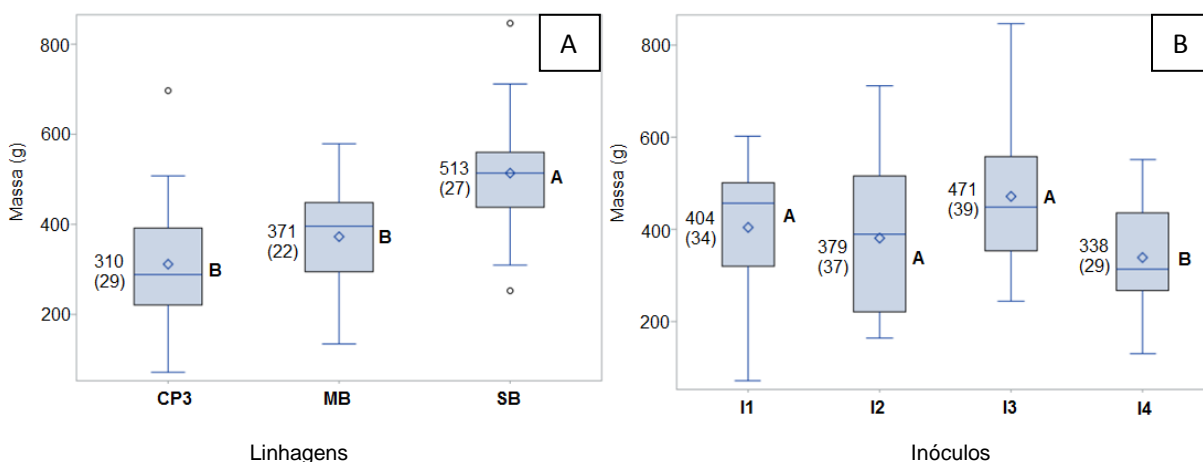 A
Massa (g)
800
600
400
200
310
(29)
B
371
(22)
B
513
(27)
A
CP3
MB
SB
Linhagens
B
Massa (g)
800
600
400
200
404
(34)
A
379
(37)
A
471
(39)
A
338
(29)
B
I1
I2
I3
I4
Inóculos